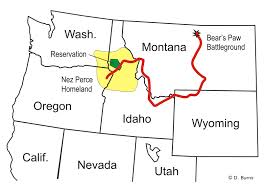 Wash.
Montana
Bear's Paw
Battleground
Reservation
Nez Perce
Homeland
Oregon
Idaho
Wyoming
Calif.
Nevada
Utah
© D. Burns